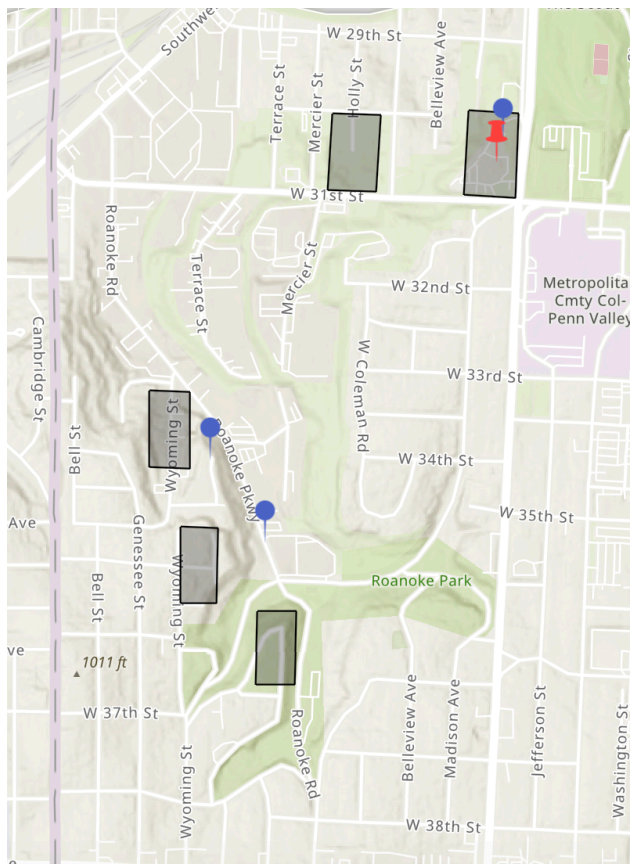 The Scout
W 29th St
Southwe
Belleview Ave
Terrace St
Mercier St
Holly St
W 31st St
Roanoke Rd
Terrace St
Mercier St
W 32nd St
Metropolita
Cmty Col-
Penn Valley
Cambridge St
W Coleman Rd
W 33rd St
Bell St
Wyoming St
Roanoke Pkwy
W 34th St
Ave
W 35th St
Genessee St
Bell St
Wyoming St
Roanoke Park
ve
1011 ft
W 37th St
Roanoke Rd
Belleview Ave
Madison Ave
Jefferson St
Washington St
Wyoming St
W 38th St